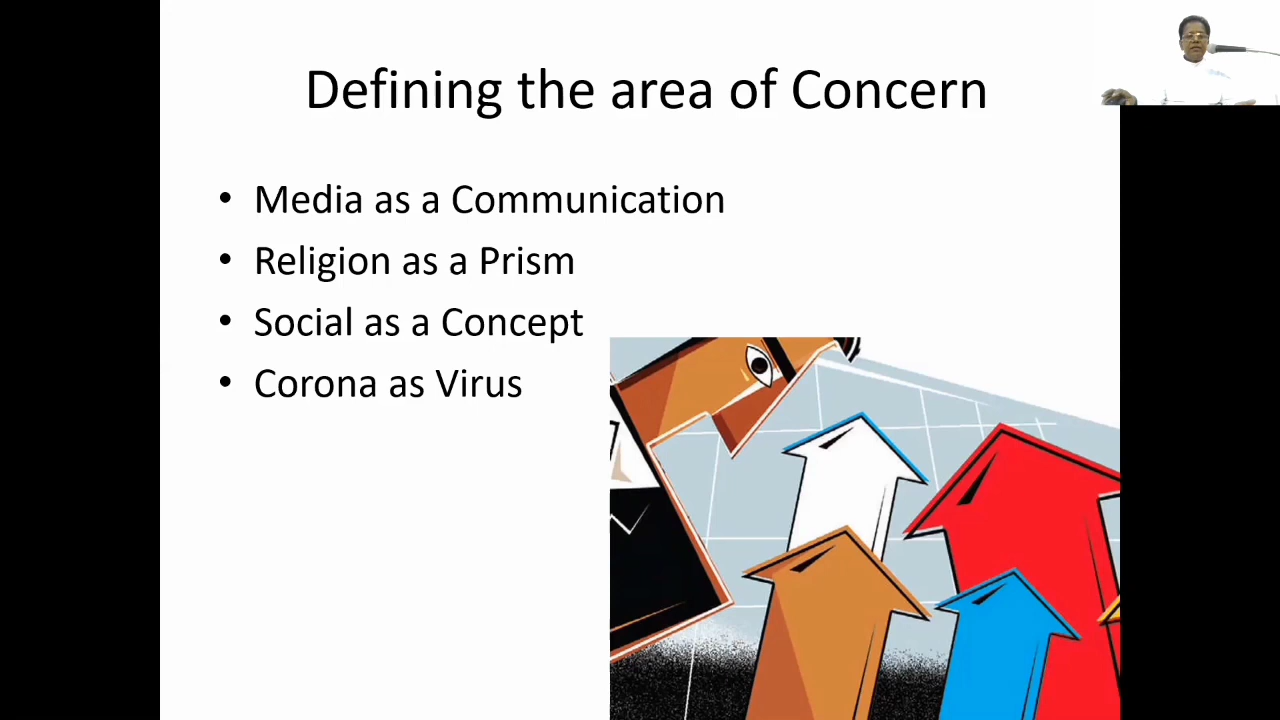 Defining the area of Concern
• Media as a Communication
• Religion as a Prism
• Social as a Concept
• Corona as Virus